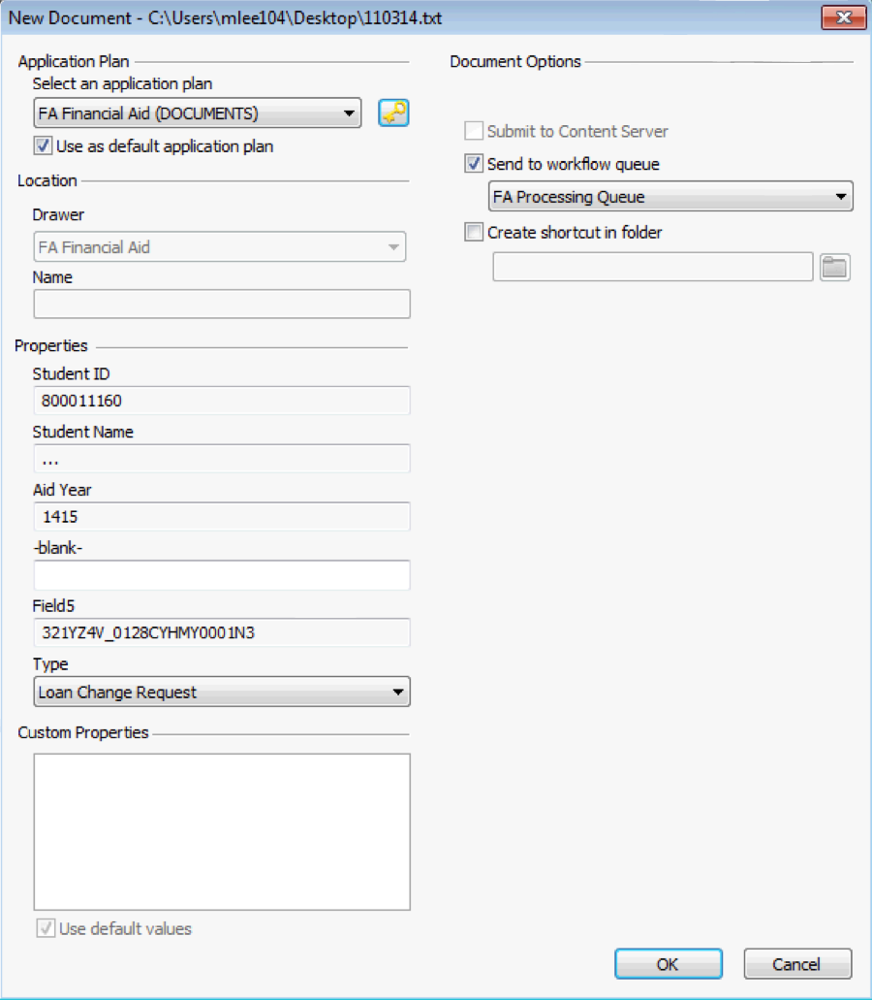 New Document - C:\Users\mlee104\Desktop\110314.txt
Application Plan
Select an application plan
FA Financial Aid (DOCUMENTS)
Use as default application plan
Location
Drawer
FA Financial Aid
Name
Properties
Student ID
800011160
Student Name
...
Aid Year
1415
-blank-
Field5
321YZ4V_0128CYHMY0001N3
Type
Loan Change Request
Custom Properties
Use default values
Document Options
Submit to Content Server
Send to workflow queue
FA Processing Queue
Create shortcut in folder
OK
Cancel